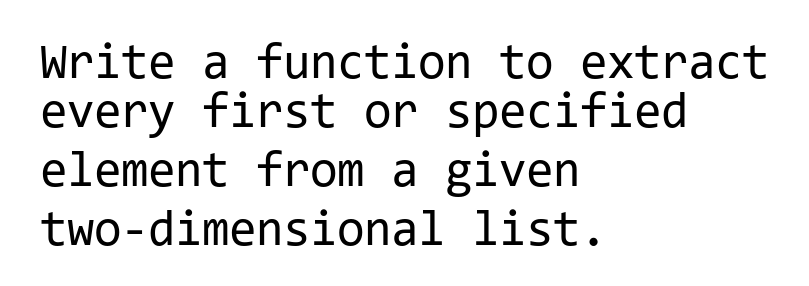 Write a function to extract
every first or specified
element from a given
two-dimensional list.